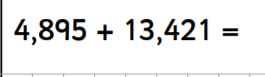 4,895 + 13,421 =